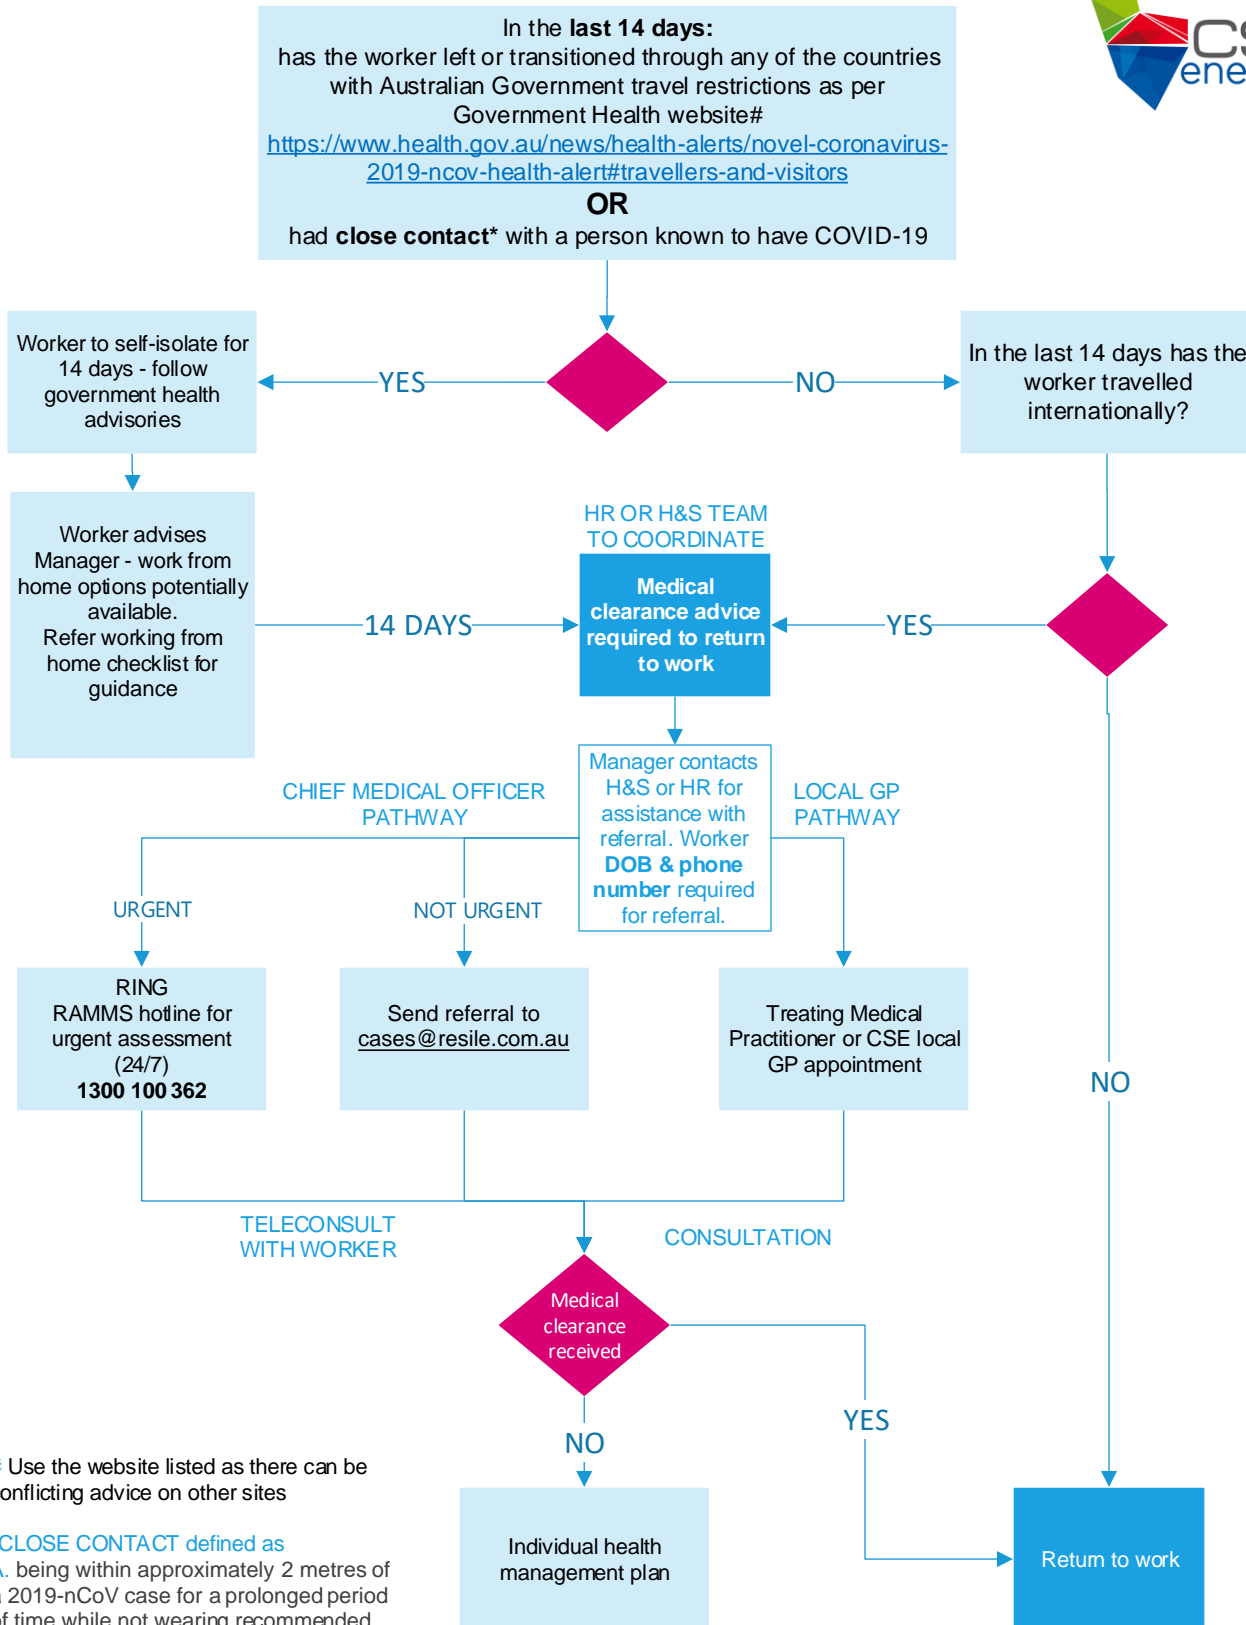 In the last 14 days:
has the worker left or transitioned through any of the countries
with Australian Government travel restrictions as per
Government Health website#
https://www.health.gov.au/news/health-alerts/novel-coronavirus-
2019-ncov-health-alert#travellers-and-visitors
OR
had close contact* with a person known to have COVID-19
Worker to self-isolate for
14 days - follow
government health
advisories
YES
NO
In the last 14 days has the
worker travelled
internationally?
Worker advises
Manager - work from
home options potentially
available.
Refer working from
home checklist for
guidance
14 DAYS
HR OR H&S TEAM
TO COORDINATE
Medical
clearance advice
required to return
to work
YES
Manager contacts
H&S or HR for
assistance with
referral. Worker
DOB & phone
number required
for referral.
CHIEF MEDICAL OFFICER
PATHWAY
LOCAL GP
PATHWAY
URGENT
NOT URGENT
RING
RAMMS hotline for
urgent assessment
(24/7)
1300 100 362
Send referral to
cases@resile.com.au
Treating Medical
Practitioner or CSE local
GP appointment
NO
TELECONSULT
WITH WORKER
CONSULTATION
Medical
clearance
received
YES
NO
Individual health
management plan
Return to work
Use the website listed as there can be
onflicting advice on other sites
CLOSE CONTACT defined as
A. being within approximately 2 metres of
a 2019-nCoV case for a prolonged period
of time while not wearing recommended